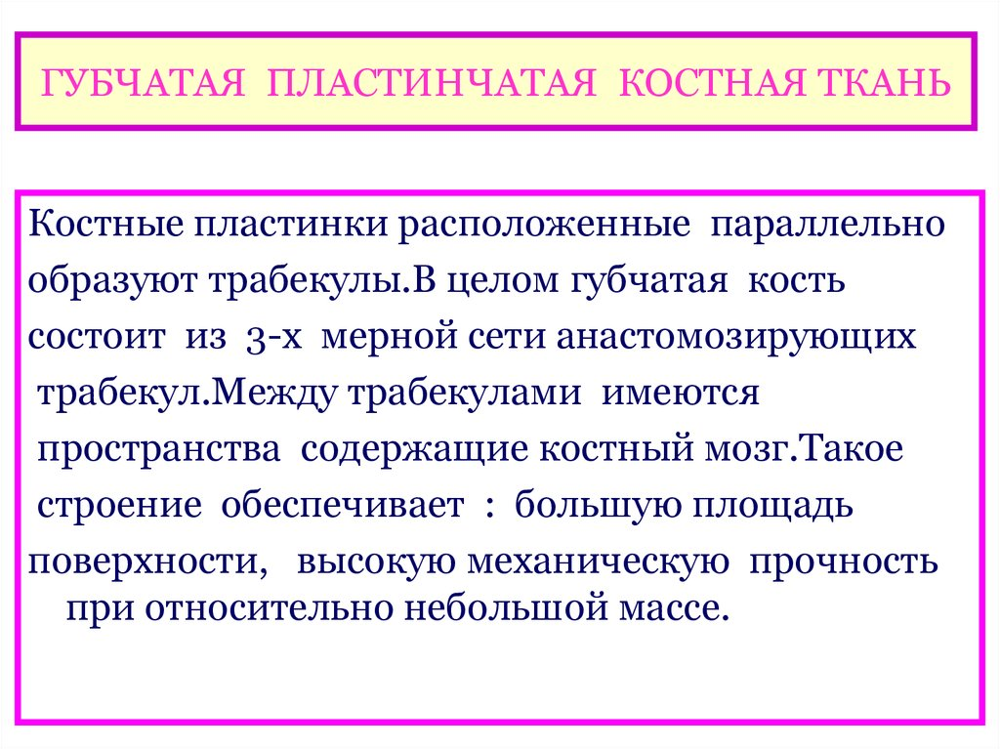 ГУБЧАТАЯ ПЛАСТИНЧАТАЯ КОСТНАЯ ТКАНЬ
Костные пластинки расположенные параллельно
образуют трабекулы.В целом губчатая кость
состоит из 3-х мерной сети анастомозирующих
трабекул.Между трабекулами имеются
пространства содержащие костный мозг.Такое
строение обеспечивает : большую площадь
поверхности, высокую механическую прочность
при относительно небольшой массе.